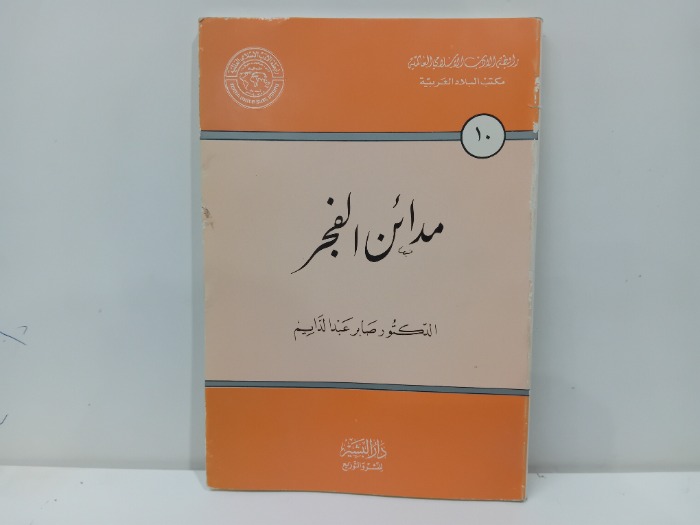 رابطة الأدب الإسلامي العالمية
مكتب البلاد العربية
١٠
مدائن الفجر
الدكتور صابر عبد الدايم
دار البشير
للنشر والتوزيع